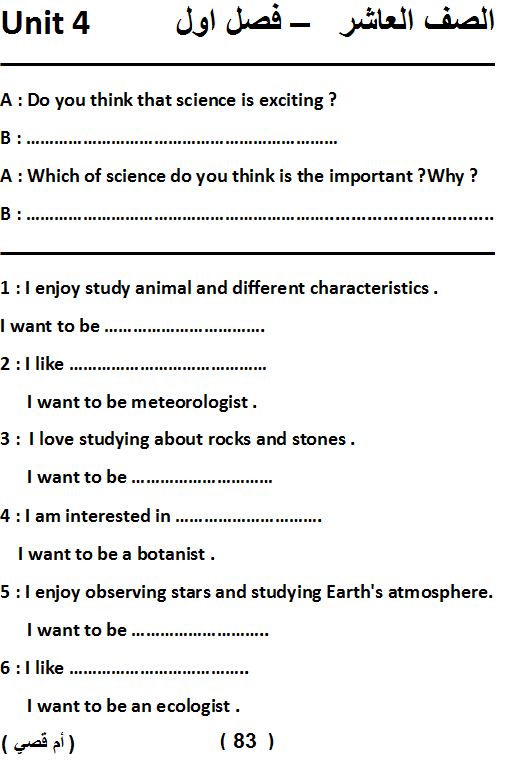 Unit 4 الصف العاشر – فصل اول
A : Do you think that science is exciting ?
B : ……………………………………………………………
A : Which of science do you think is the important ?Why ?
B : ……………………………………………………………………………………
1 : I enjoy study animal and different characteristics .
I want to be …………………………….
2 : I like ……………………………………
I want to be meteorologist .
3 : I love studying about rocks and stones .
I want to be …………………………
4 : I am interested in ………………………….
I want to be a botanist .
5 : I enjoy observing stars and studying Earth's atmosphere.
I want to be ………………………..
6 : I like ………………………………..
I want to be an ecologist .
( أم قصي ) ( 83 )